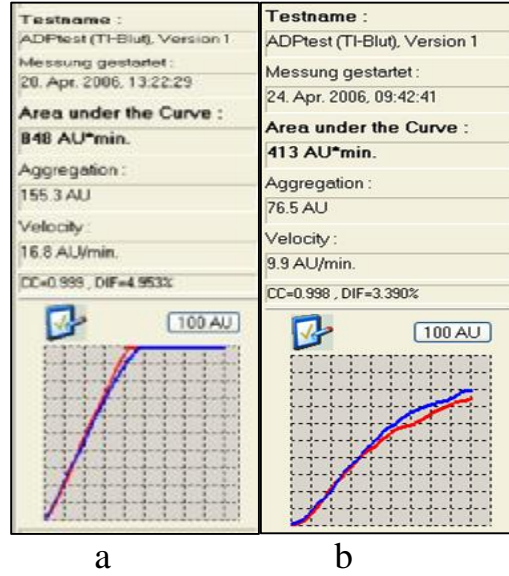 Testname :
ADPtest (TI-Blut), Version 1
Messung gestartet :
20. Apr. 2006, 13:22:29
Area under the Curve :
848 AU*min.
Aggregation :
155.3 AU
Velocity :
16.8 AU/min.
CC=0.999 , DIF=4.953%
100 AU
a
Testname :
ADPtest (TI-Blut), Version 1
Messung gestartet :
24. Apr. 2006, 09:42:41
Area under the Curve :
413 AU*min.
Aggregation :
76.5 AU
Velocity :
9.9 AU/min.
CC=0.998 , DIF=3.390%
100 AU
b